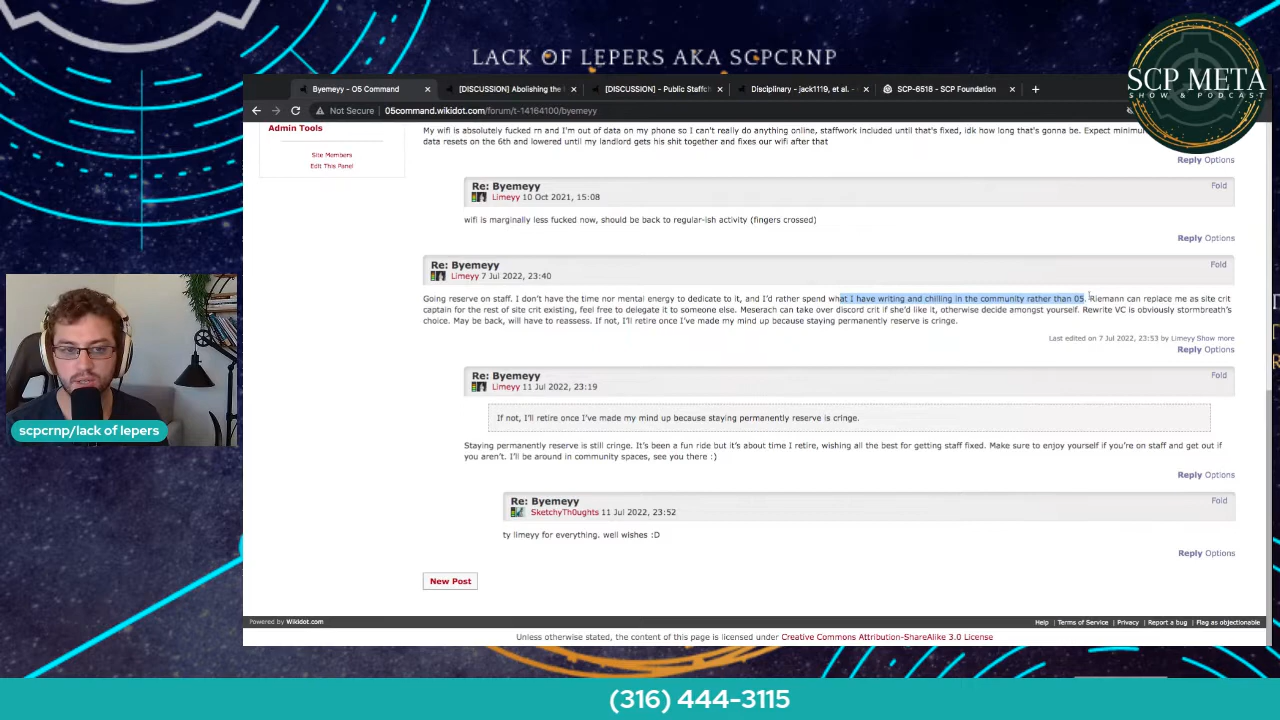 LACK OF LEPERS AKA SCPCRNP
SCP META
SHOW & PODCAST
Byemeyy - O5 Command
[DISCUSSION] Abolishing the
[DISCUSSION] - Public Staffch
Disciplinary - jack1119, et al. -
SCP-6518 - SCP Foundation
Not Secure
05command.wikidot.com/forum/t-14164100/byemeyy
Admin Tools
Site Members
Edit This Panel
My wifi is absolutely fucked rn and I'm out of data on my phone so I can't really do anything online, staffwork included until that's fixed, idk how long that's gonna be. Expect minimum
data resets on the 6th and lowered until my landlord gets his shit together and fixes our wifi after that
Reply Options
Re: Byemeyy
Fold
Limeyy 10 Oct 2021, 15:08
wifi is marginally less fucked now, should be back to regular-ish activity (fingers crossed)
Reply Options
Re: Byemeyy
Fold
Limeyy 7 Jul 2022, 23:40
Going reserve on staff. I don't have the time nor mental energy to dedicate to it, and I'd rather spend what I have writing and chilling in the community rather than 05. Riemann can replace me as site crit
captain for the rest of site crit existing, feel free to delegate it to someone else. Meserach can take over discord crit if she'd like it, otherwise decide amongst yourself. Rewrite VC is obviously stormbreath's
choice. May be back, will have to reassess. If not, I'll retire once I've made my mind up because staying permanently reserve is cringe.
Last edited on 7 Jul 2022, 23:53 by Limeyy Show more
Reply Options
Re: Byemeyy
Fold
Limeyy 11 Jul 2022, 23:19
If not, I'll retire once I've made my mind up because staying permanently reserve is cringe.
Staying permanently reserve is still cringe. It's been a fun ride but it's about time I retire, wishing all the best for getting staff fixed. Make sure to enjoy yourself if you're on staff and get out if
you aren't. I'll be around in community spaces, see you there :)
Reply Options
Re: Byemeyy
Fold
SketchyTh0ughts 11 Jul 2022, 23:52
ty limeyy for everything. well wishes :D
Reply Options
New Post
Powered by Wikidot.com
Help | Terms of Service | Privacy | Report a bug | Flag as objectionable
Unless otherwise stated, the content of this page is licensed under Creative Commons Attribution-ShareAlike 3.0 License
scpcrnp/lack of lepers
(316) 444-3115